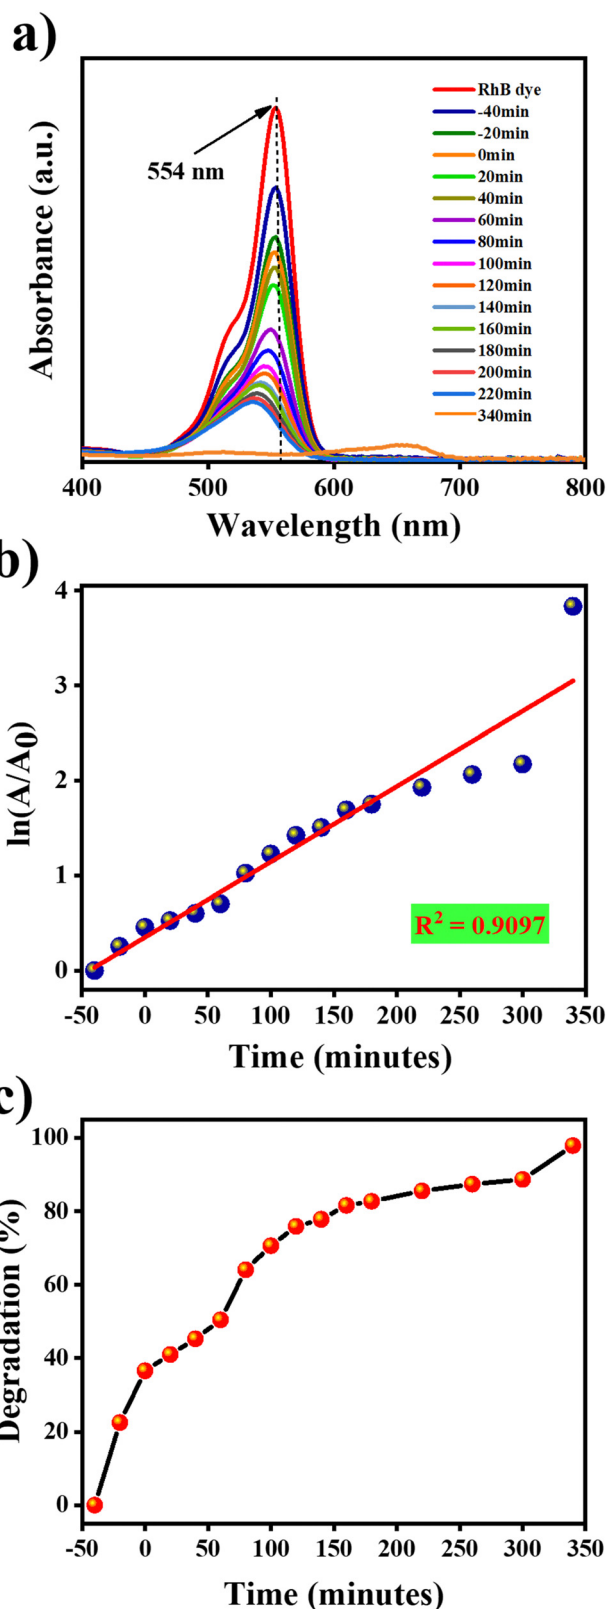 a)
Absorbance (a.u.)
554 nm
RhB dye
-40min
-20min
0min
20min
40min
60min
80min
100min
120min
140min
160min
180min
200min
220min
340min
400 500 600 700 800
Wavelength (nm)
b)
ln(A/A0)
4
3
2
1
0
R2 = 0.9097
-50 0 50 100 150 200 250 300 350
Time (minutes)
c)
Degradation (%)
100
80
60
40
20
0
-50 0 50 100 150 200 250 300 350
Time (minutes)